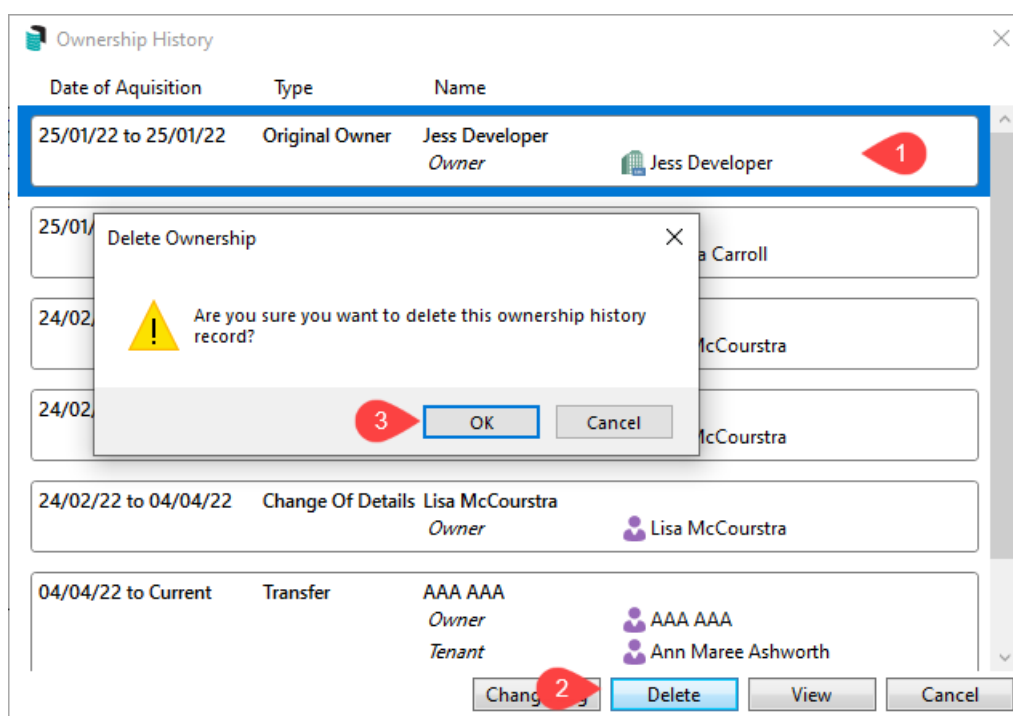 Ownership History
Date of Aquisition Type Name
25/01/22 to 25/01/22 Original Owner Jess Developer
Owner Jess Developer
1
25/01/
Carroll
Delete Ownership
24/02/
Are you sure you want to delete this ownership history
record?
McCourstra
24/02/
3 OK Cancel
McCourstra
24/02/22 to 04/04/22 Change Of Details Lisa McCourstra
Owner Lisa McCourstra
04/04/22 to Current Transfer AAA AAA
Owner AAA AAA
Tenant Ann Maree Ashworth
2 Delete View Cancel